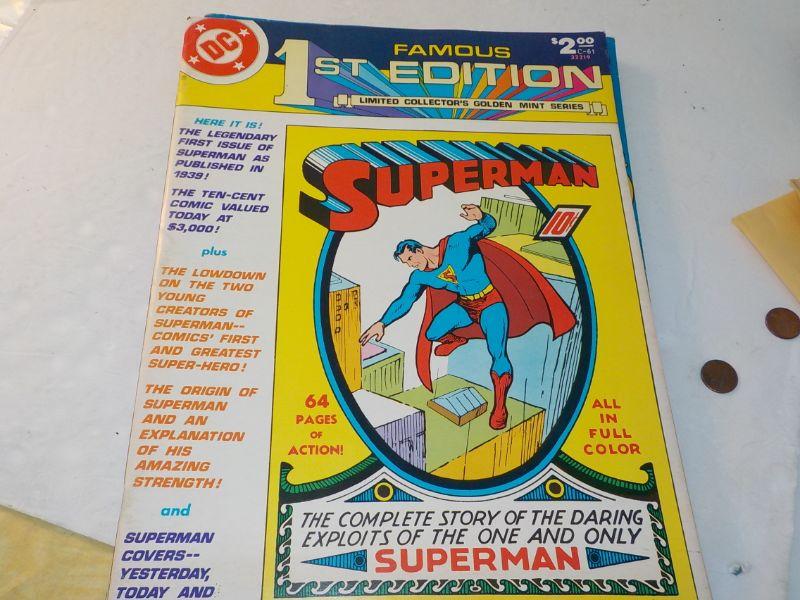 DC
FAMOUS
1ST EDITION
$2.00
C-61
32219
LIMITED COLLECTOR'S GOLDEN MINT SERIES
HERE IT IS!
THE LEGENDARY
FIRST ISSUE OF
SUPERMAN AS
PUBLISHED IN
1939!
THE TEN-CENT
COMIC VALUED
TODAY AT
$3,000!
plus
THE LOWDOWN
ON THE TWO
YOUNG
CREATORS OF
SUPERMAN--
COMICS' FIRST
AND GREATEST
SUPER-HERO!
THE ORIGIN OF
SUPERMAN
AND AN
EXPLANATION
OF HIS
AMAZING
STRENGTH!
and
SUPERMAN
COVERS--
YESTERDAY,
TODAY AND
SUPERMAN
10¢
S
64
PAGES
OF
ACTION!
ALL
IN
FULL
COLOR
THE COMPLETE STORY OF THE DARING
EXPLOITS OF THE ONE AND ONLY
SUPERMAN